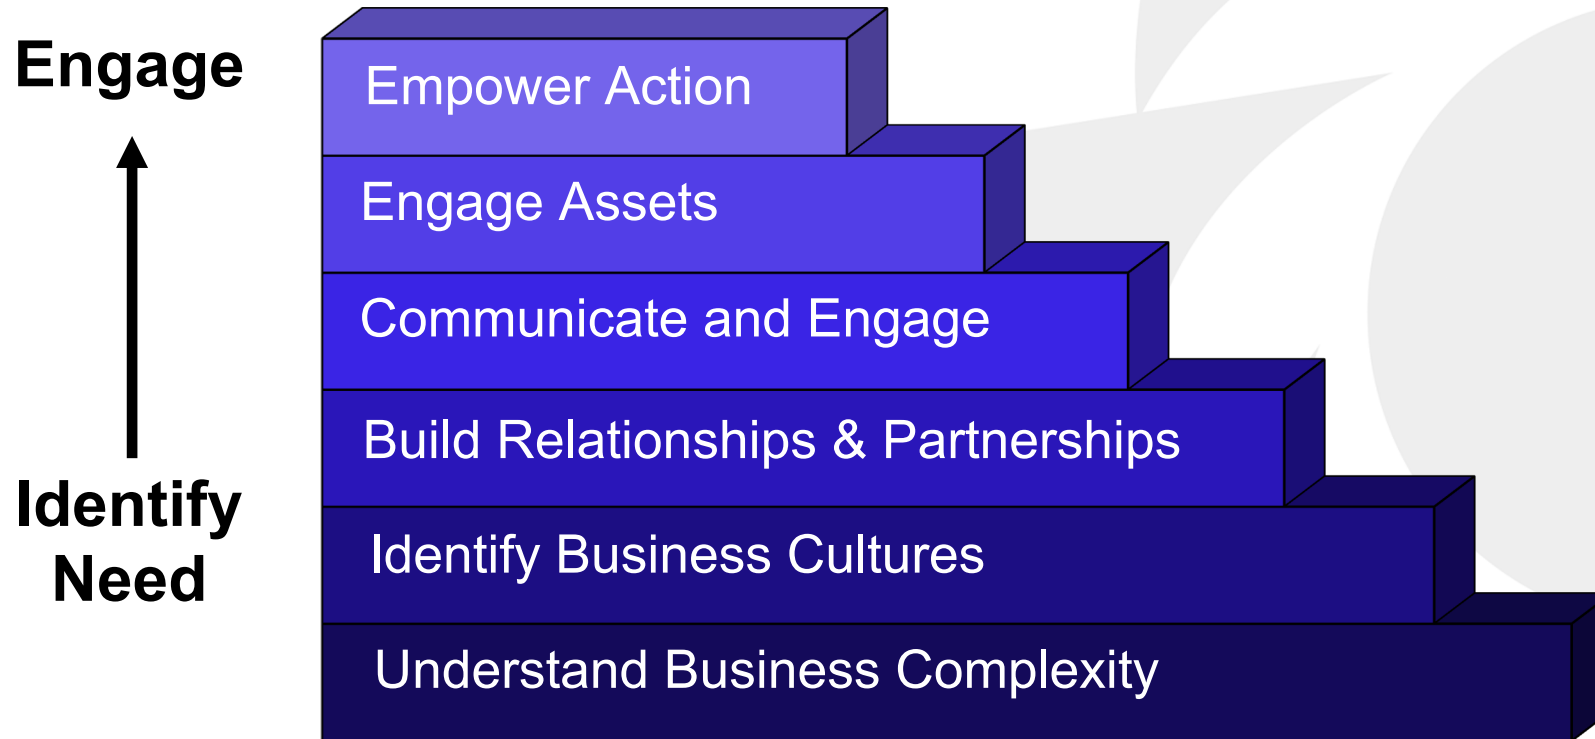 Engage
Empower Action
Engage Assets
Communicate and Engage
Build Relationships & Partnerships
Identify
Need
Identify Business Cultures
Understand Business Complexity